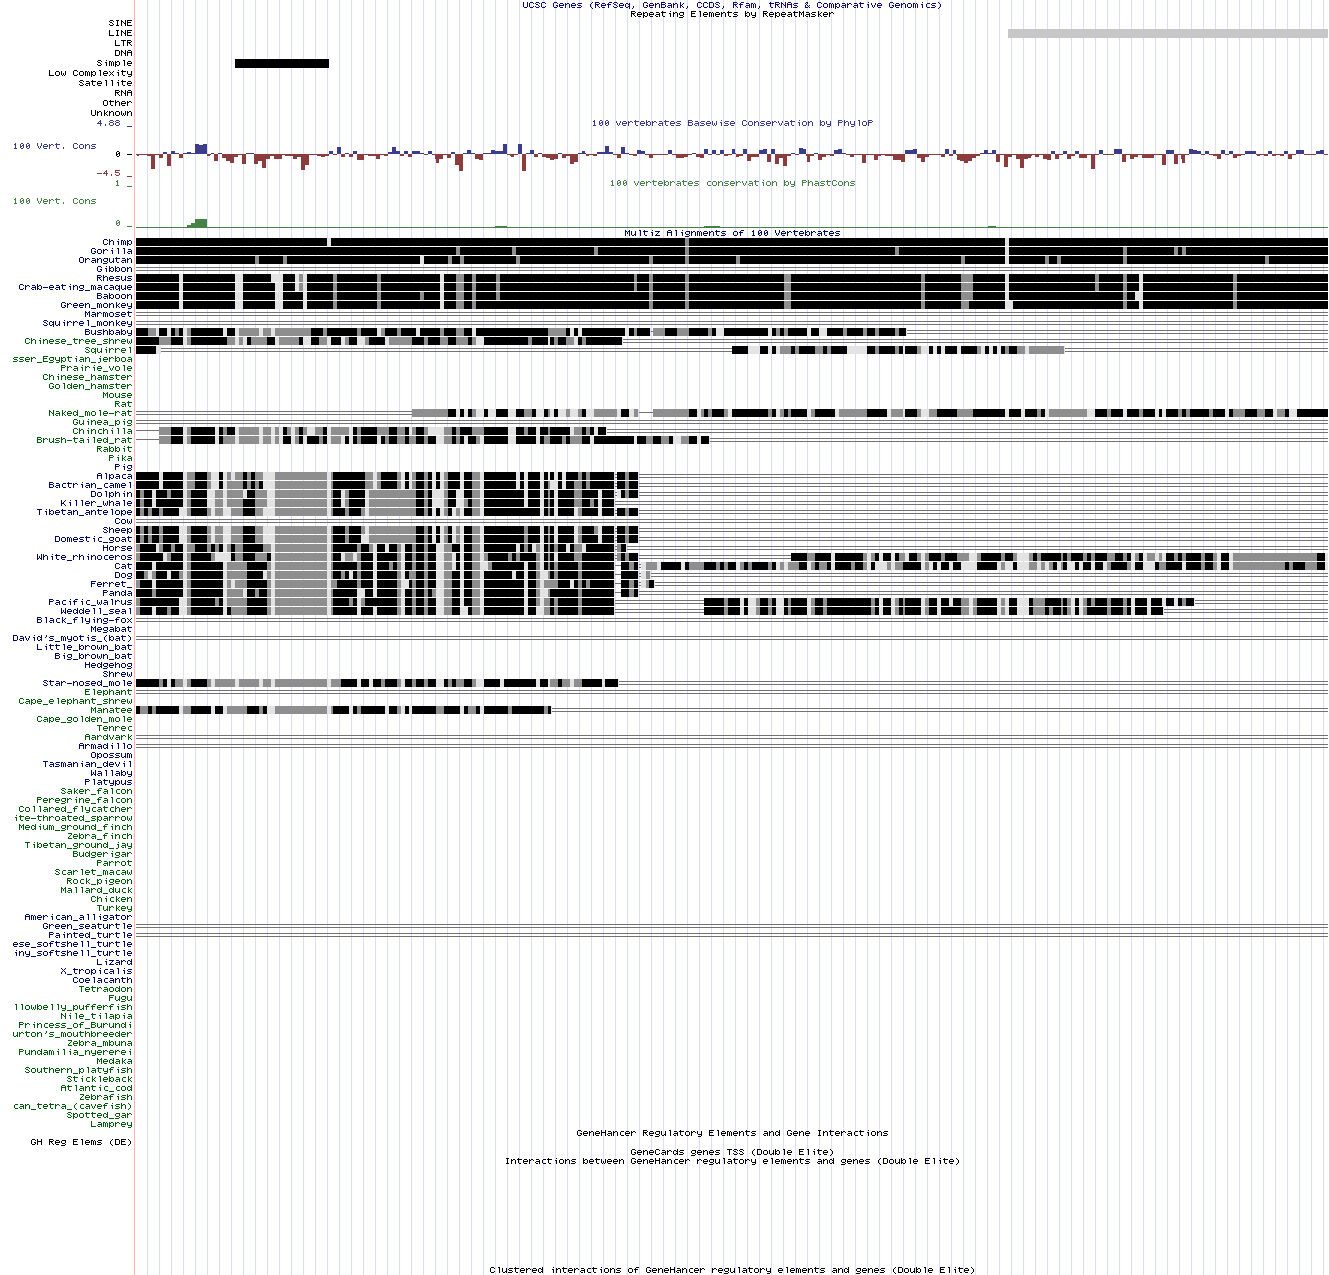 UCSC Genes (RefSeq, GenBank, CCDS, Rfam, tRNAs & Comparative Genomics)
Repeating Elements by RepeatMasker
SINE
LINE
LTR
DNA
Simple
Low Complexity
Satellite
RNA
Other
Unknown
4.88 _
100 vertebrates Basewise Conservation by PhyloP
100 Vert. Cons
0 -
-4.5 _
1 _
100 vertebrates conservation by PhastCons
100 Vert. Cons
0 _
Multiz Alignments of 100 Vertebrates
Chimp
Gorilla
Orangutan
Gibbon
Rhesus
Crab-eating_macaque
Baboon
Green_monkey
Marmoset
Squirrel_monkey
Bushbaby
Chinese_tree_shrew
Squirrel
sser_Egyptian_jerboa
Prairie_vole
Chinese_hamster
Golden_hamster
Mouse
Rat
Naked_mole-rat
Guinea_pig
Chinchilla
Brush-tailed_rat
Rabbit
Pika
Pig
Alpaca
Bactrian_camel
Dolphin
Killer_whale
Tibetan_antelope
Cow
Sheep
Domestic_goat
Horse
White_rhinoceros
Cat
Dog
Ferret_
Panda
Pacific_walrus
Weddell_seal
Black_flying-fox
Megabat
David's_myotis_(bat)
Little_brown_bat
Big_brown_bat
Hedgehog
Shrew
Star-nosed_mole
Elephant
Cape_elephant_shrew
Manatee
Cape_golden_mole
Tenrec
Aardvark
Armadillo
Opossum
Tasmanian_devil
Wallaby
Platypus
Saker_falcon
Peregrine_falcon
Collared_flycatcher
ite-throated_sparrow
Medium_ground_finch
Zebra_finch
Tibetan_ground_jay
Budgerigar
Parrot
Scarlet_macaw
Rock_pigeon
Mallard_duck
Chicken
Turkey
American_alligator
Green_seaturtle
Painted_turtle
ese_softshell_turtle
iny_softshell_turtle
Lizard
X_tropicalis
Coelacanth
Tetraodon
Fugu
llowbelly_pufferfish
Nile_tilapia
Princess_of_Burundi
urton's_mouthbreeder
Zebra_mbuna
Pundamilia_nyererei
Medaka
Southern_platyfish
Stickleback
Atlantic_cod
Zebrafish
can_tetra_(cavefish)
Spotted_gar
Lamprey
GeneHancer Regulatory Elements and Gene Interactions
GH Reg Elems (DE)
GeneCards genes TSS (Double Elite)
Interactions between GeneHancer regulatory elements and genes (Double Elite)
Clustered interactions of GeneHancer regulatory elements and genes (Double Elite)